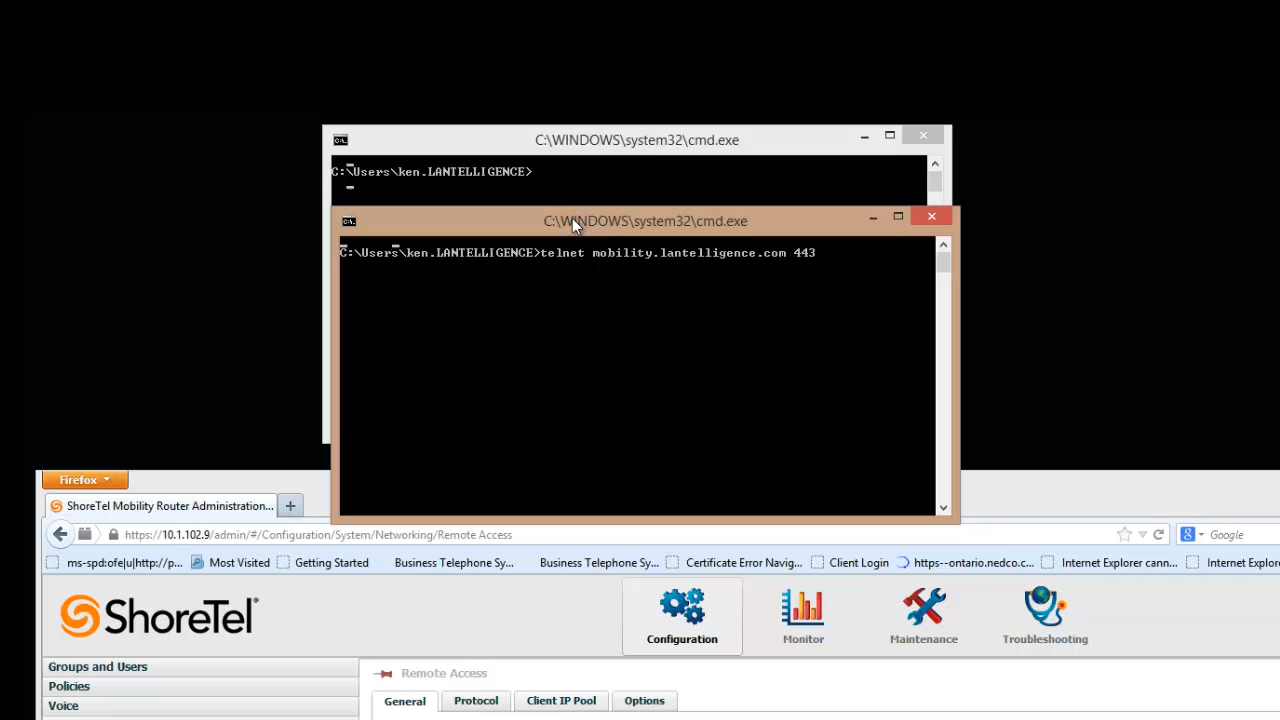 C:\WINDOWS\system32\cmd.exe
C:\Users\ken.LANTELLIGENCE>
C:\WINDOWS\system32\cmd.exe
C:\Users\ken.LANTELLIGENCE>telnet mobility.lantelligence.com 443
Firefox
ShoreTel Mobility Router Administration... +
https://10.1.102.9/admin/#/Configuration/System/Networking/Remote Access Google
ms-spd:ofe|u|http://p... Most Visited Getting Started Business Telephone Sy... Business Telephone Sy... Certificate Error Navig... Client Login https--ontario.nedco.c... Internet Explorer cann... Internet Explor
ShoreTel
Configuration Monitor Maintenance Troubleshooting
Groups and Users
Remote Access
Policies
General Protocol Client IP Pool Options
Voice